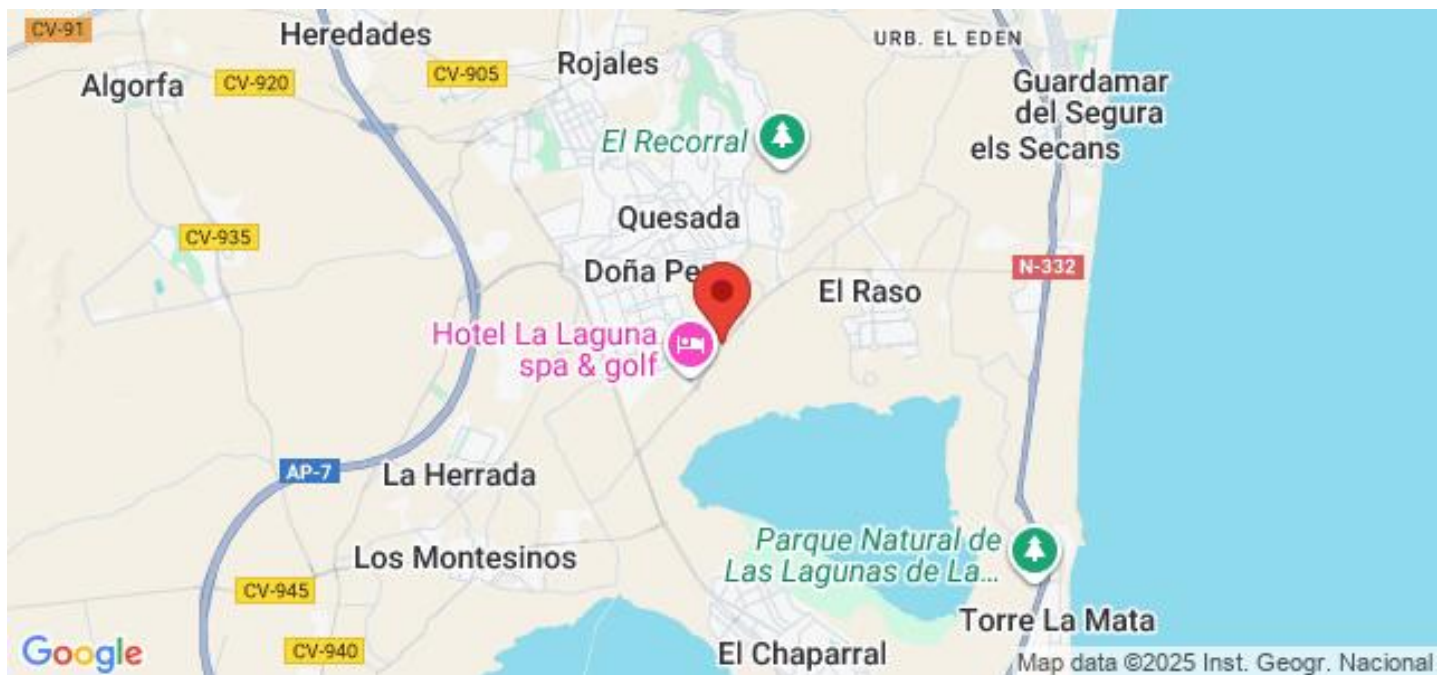 CV-91
Heredades
URB. EL EDEN
Rojales
Algorfa
CV-920
CV-905
Guardamar
del Segura
El Recorral
els Secans
Quesada
CV-935
Doña Pe
N-332
El Raso
Hotel La Laguna
spa & golf
AP-7
La Herrada
Parque Natural de
Las Lagunas de La...
Los Montesinos
CV-945
Torre La Mata
CV-940
El Chaparral
Google
Map data ©2025 Inst. Geogr. Nacional